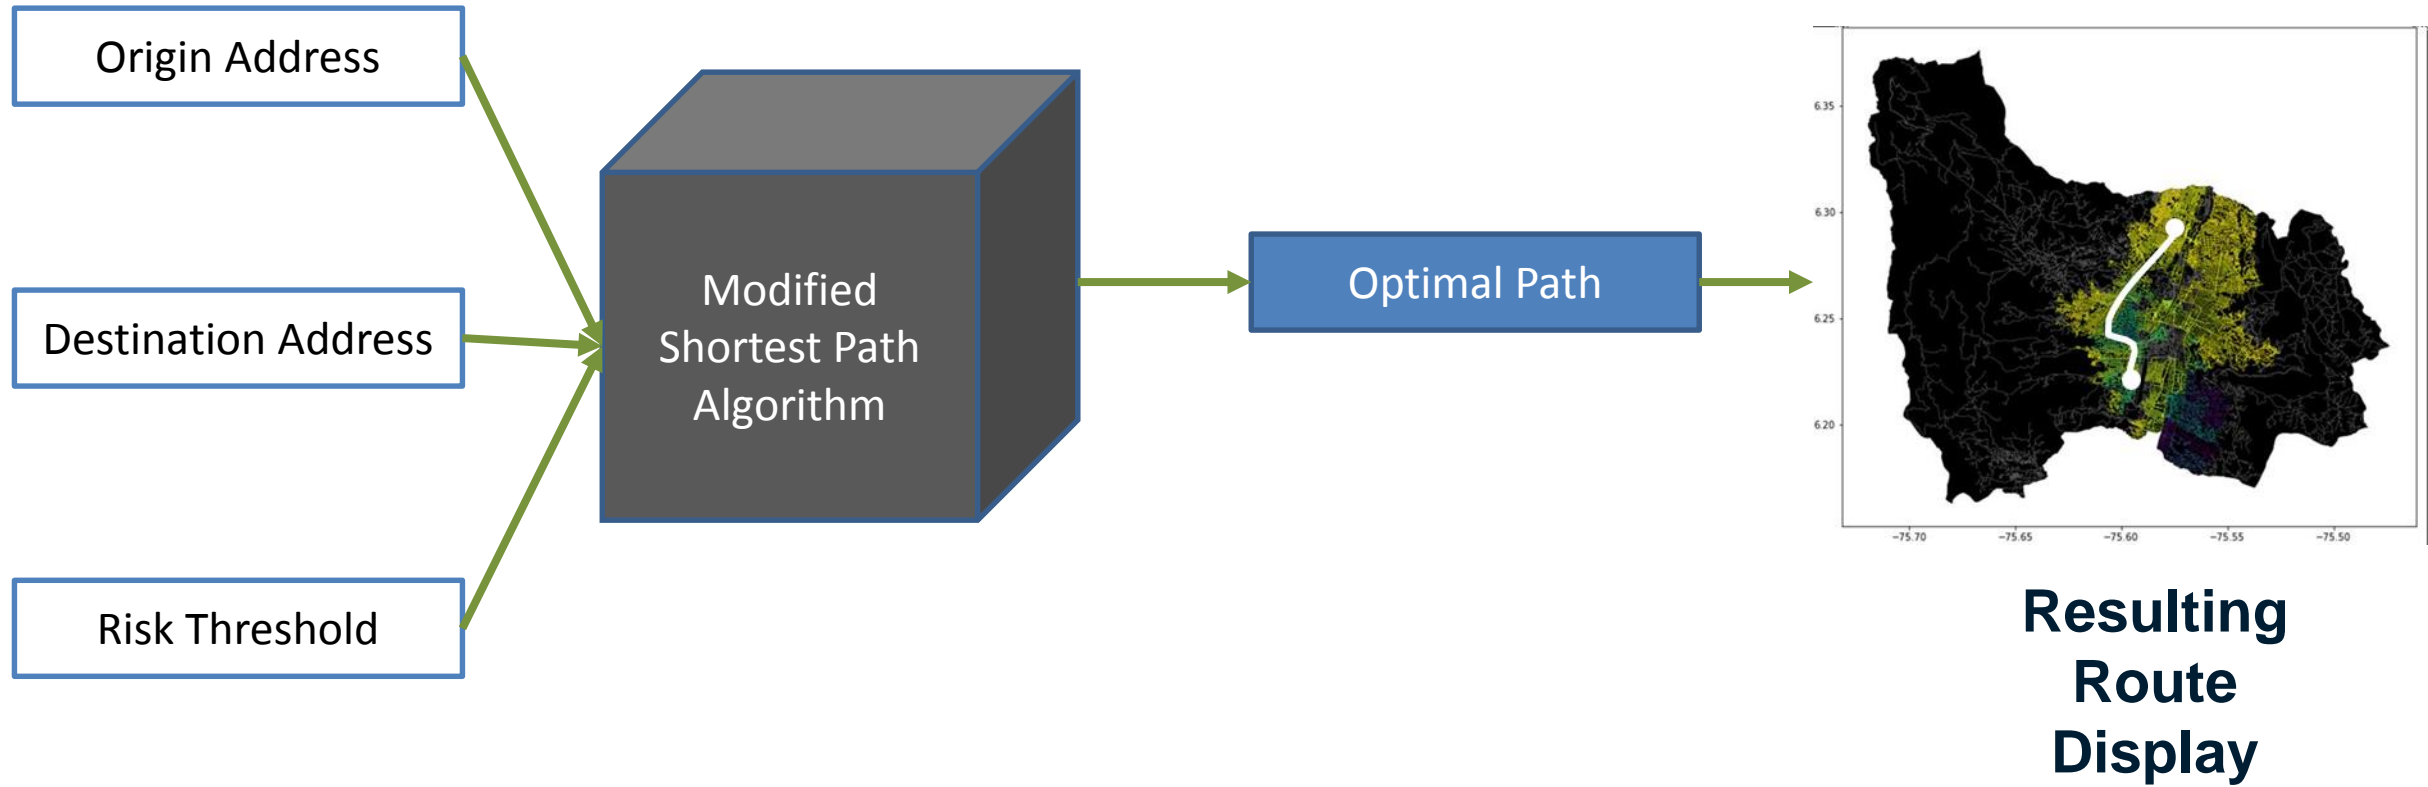 Origin Address
Destination Address
Risk Threshold
Modified
Shortest Path
Algorithm
Optimal Path
6.35
6.30
6.25
6.20
−75.70
−75.65
−75.60
−75.55
−75.50
Resulting
Route
Display